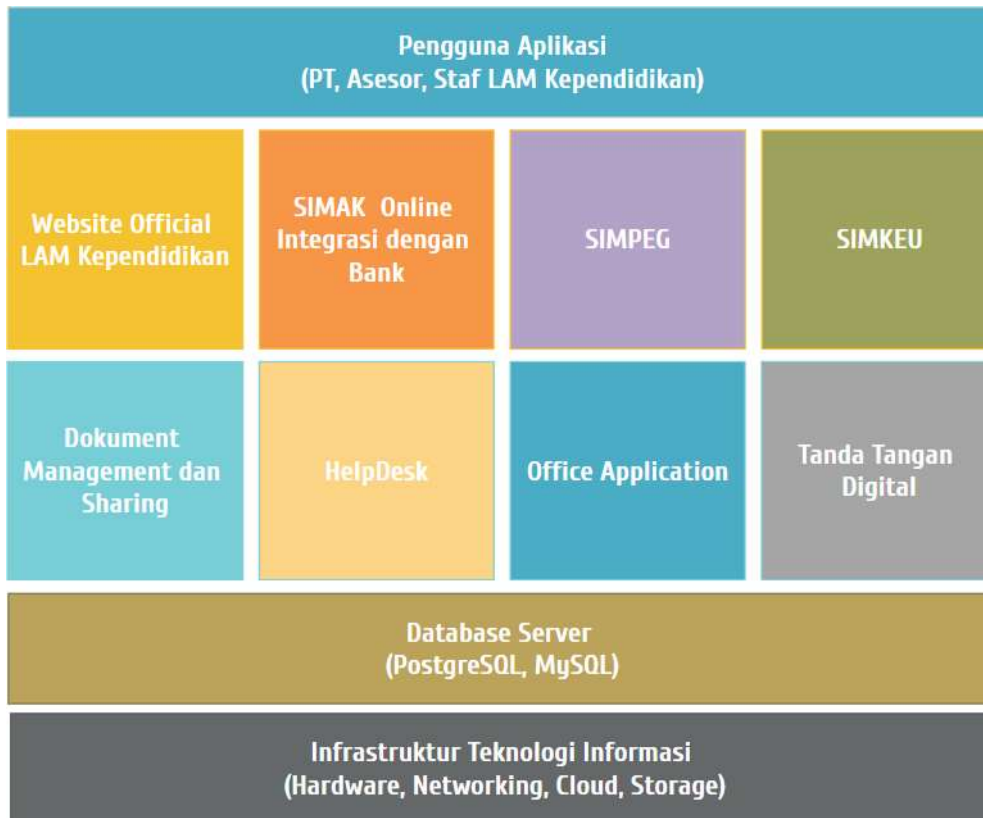 Pengguna Aplikasi
(PT, Asesor, Staf LAM Kependidikan)
Website Official
LAM Kependidikan
SIMAK Online
Integrasi dengan
Bank
SIMPEG
SIMKEU
Dokument
Management dan
Sharing
HelpDesk
Office Application
Tanda Tangan
Digital
Database Server
(PostgreSQL, MySQL)
Infrastruktur Teknologi Informasi
(Hardware, Networking, Cloud, Storage)